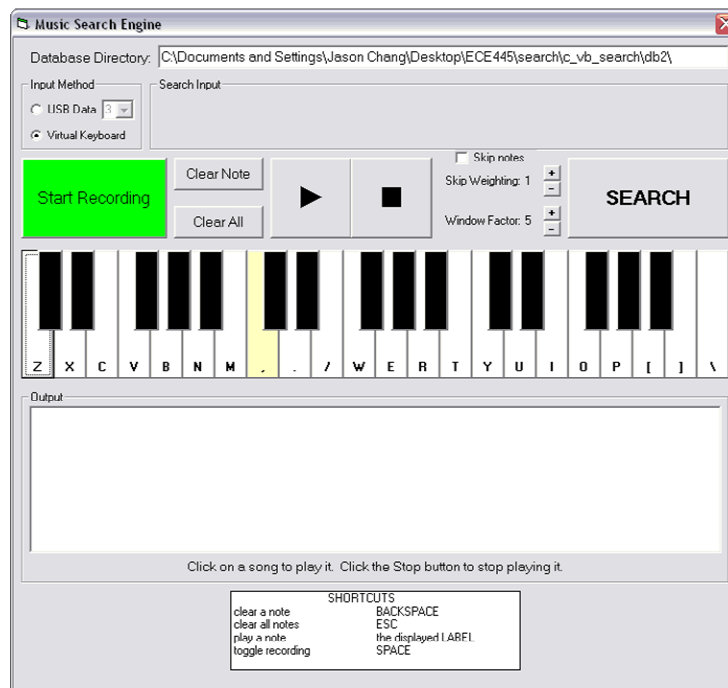 Music Search Engine
Database Directory: C:\Documents and Settings\Jason Chang\Desktop\ECE445\search\c_vb_search\db2\
Input Method
Search Input
USB Data 3
Virtual Keyboard
Start Recording
Clear Note
Clear All
Skip notes
Skip Weighting: 1 + -
Window Factor: 5 + -
SEARCH
Z X C V B N M , . / W E R T Y U I O P [ ] \
Output
Click on a song to play it. Click the Stop button to stop playing it.
SHORTCUTS
clear a note BACKSPACE
clear all notes ESC
play a note the displayed LABEL
toggle recording SPACE